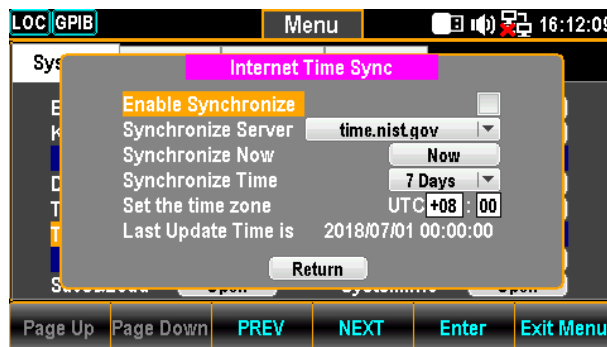 LOC GPIB Menu 16:12:09
Sys
Internet Time Sync
Enable Synchronize
Synchronize Server time.nist.gov
Synchronize Now Now
Synchronize Time 7 Days
Set the time zone UTC +08 : 00
Last Update Time is 2018/07/01 00:00:00
Return
Page Up Page Down PREV NEXT Enter Exit Menu